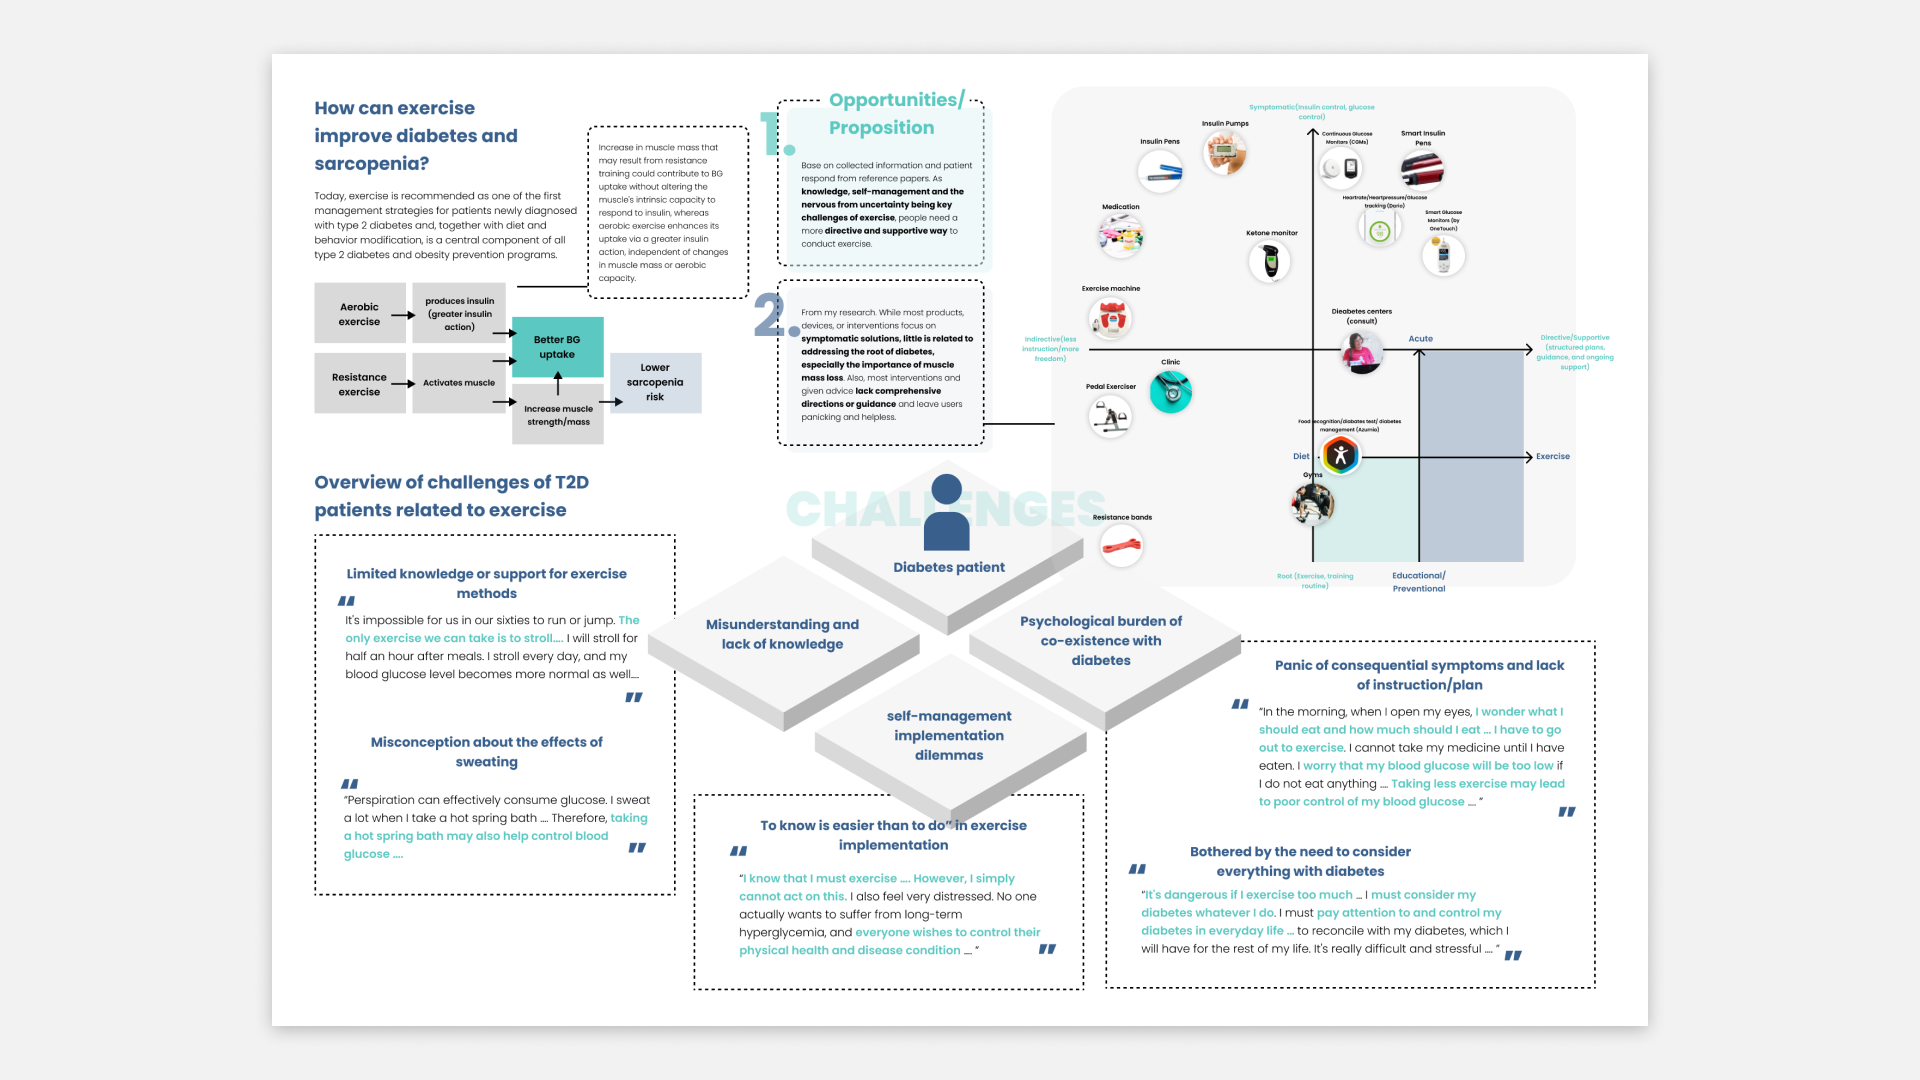 How can exercise
improve diabetes and
sarcopenia?
Today, exercise is recommended as one of the first
management strategies for patients newly diagnosed
with type 2 diabetes and, together with diet and
behavior modification, is a central component of all
type 2 diabetes and obesity prevention programs.
Increase in muscle mass that
may result from resistance
training could contribute to BG
uptake without altering the
muscle's intrinsic capacity to
respond to insulin, whereas
aerobic exercise enhances its
uptake via a greater insulin
action, independent of changes
in muscle mass or aerobic
capacity.
Aerobic
exercise
produces insulin
(greater insulin
action)
Better BG
uptake
Resistance
exercise
Activates muscle
Increase muscle
strength/mass
Lower
sarcopenia
risk
1.
Opportunities/
Proposition
Base on collected information and patient
respond from reference papers. As
knowledge, self-management and the
nervous from uncertainty being key
challenges of exercise, people need a
more directive and supportive way to
conduct exercise.
2.
From my research. While most products,
devices, or interventions focus on
symptomatic solutions, little is related to
addressing the root of diabetes,
especially the importance of muscle
mass loss. Also, most interventions and
given advice lack comprehensive
directions or guidance and leave users
panicking and helpless.
Symptomatic(Insulin control, glucose
control)
Insulin Pens
Insulin Pumps
Continuous Glucose
Monitors (CGMs)
Smart Insulin
Pens
Medication
Ketone monitor
Heartrate/Heartpressure/Glucose
tracking (Dario)
Smart Glucose
Monitors (by
OneTouch)
Exercise machine
Dieabetes centers
(consult)
Indirective(less
instruction/more
freedom)
Acute
Directive/Supportive
(structured plans,
guidance, and ongoing
support)
Clinic
Pedal Exerciser
Food recognition/diabates test/ diabetes
management (Azumio)
Diet
Exercise
Gyms
Resistance bands
Root (Exercise, training
routine)
Educational/
Preventional
Overview of challenges of T2D
patients related to exercise
CHALLENGES
Diabetes patient
Misunderstanding and
lack of knowledge
Psychological burden of
co-existence with
diabetes
self-management
implementation
dilemmas
Limited knowledge or support for exercise
methods
It's impossible for us in our sixties to run or jump. The
only exercise we can take is to stroll.... I will stroll for
half an hour after meals. I stroll every day, and my
blood glucose level becomes more normal as well....
Misconception about the effects of
sweating
“Perspiration can effectively consume glucose. I sweat
a lot when I take a hot spring bath .... Therefore, taking
a hot spring bath may also help control blood
glucose ....
To know is easier than to do” in exercise
implementation
“I know that I must exercise .... However, I simply
cannot act on this. I also feel very distressed. No one
actually wants to suffer from long-term
hyperglycemia, and everyone wishes to control their
physical health and disease condition .... ”
Panic of consequential symptoms and lack
of instruction/plan
“In the morning, when I open my eyes, I wonder what I
should eat and how much should I eat ... I have to go
out to exercise. I cannot take my medicine until I have
eaten. I worry that my blood glucose will be too low if
I do not eat anything .... Taking less exercise may lead
to poor control of my blood glucose .... ”
Bothered by the need to consider
everything with diabetes
“It's dangerous if I exercise too much ... I must consider my
diabetes whatever I do. I must pay attention to and control my
diabetes in everyday life ... to reconcile with my diabetes, which I
will have for the rest of my life. It's really difficult and stressful .... ”